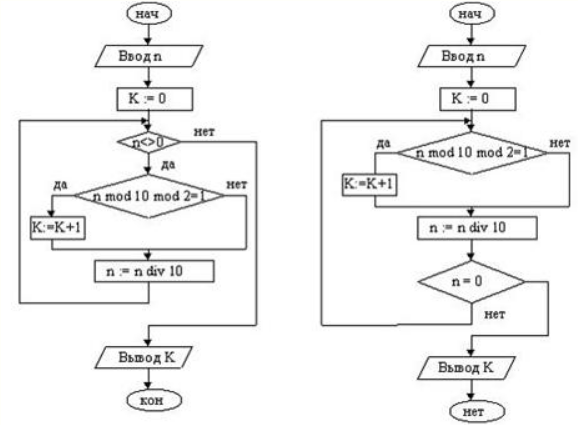 нач
Ввод n
K := 0
n<>0
нет
да
да
n mod 10 mod 2=1
нет
K:=K+1
n := n div 10
Вывод K
кон
нач
Ввод n
K := 0
да
n mod 10 mod 2=1
нет
K:=K+1
n := n div 10
n = 0
нет
Вывод K
нет